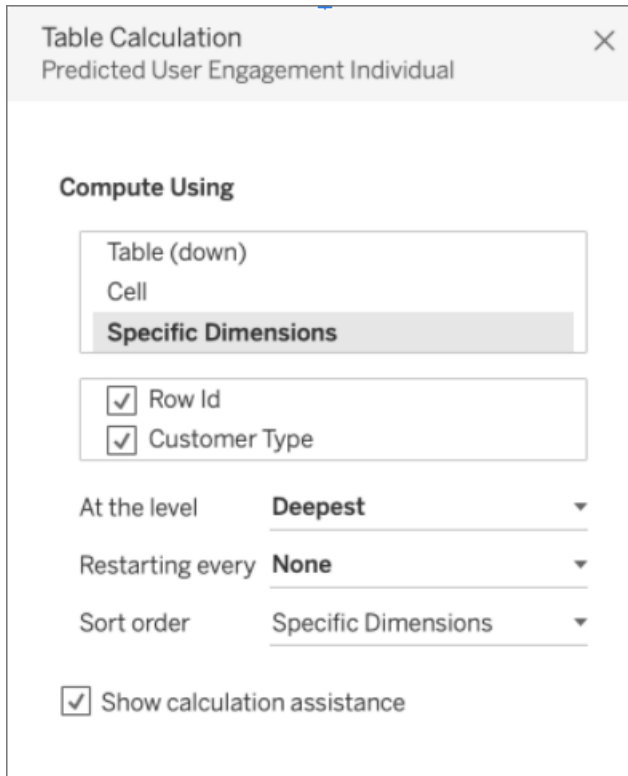 Table Calculation
Predicted User Engagement Individual
Compute Using
Table (down)
Cell
Specific Dimensions
Row Id
Customer Type
At the level Deepest
Restarting every None
Sort order Specific Dimensions
Show calculation assistance